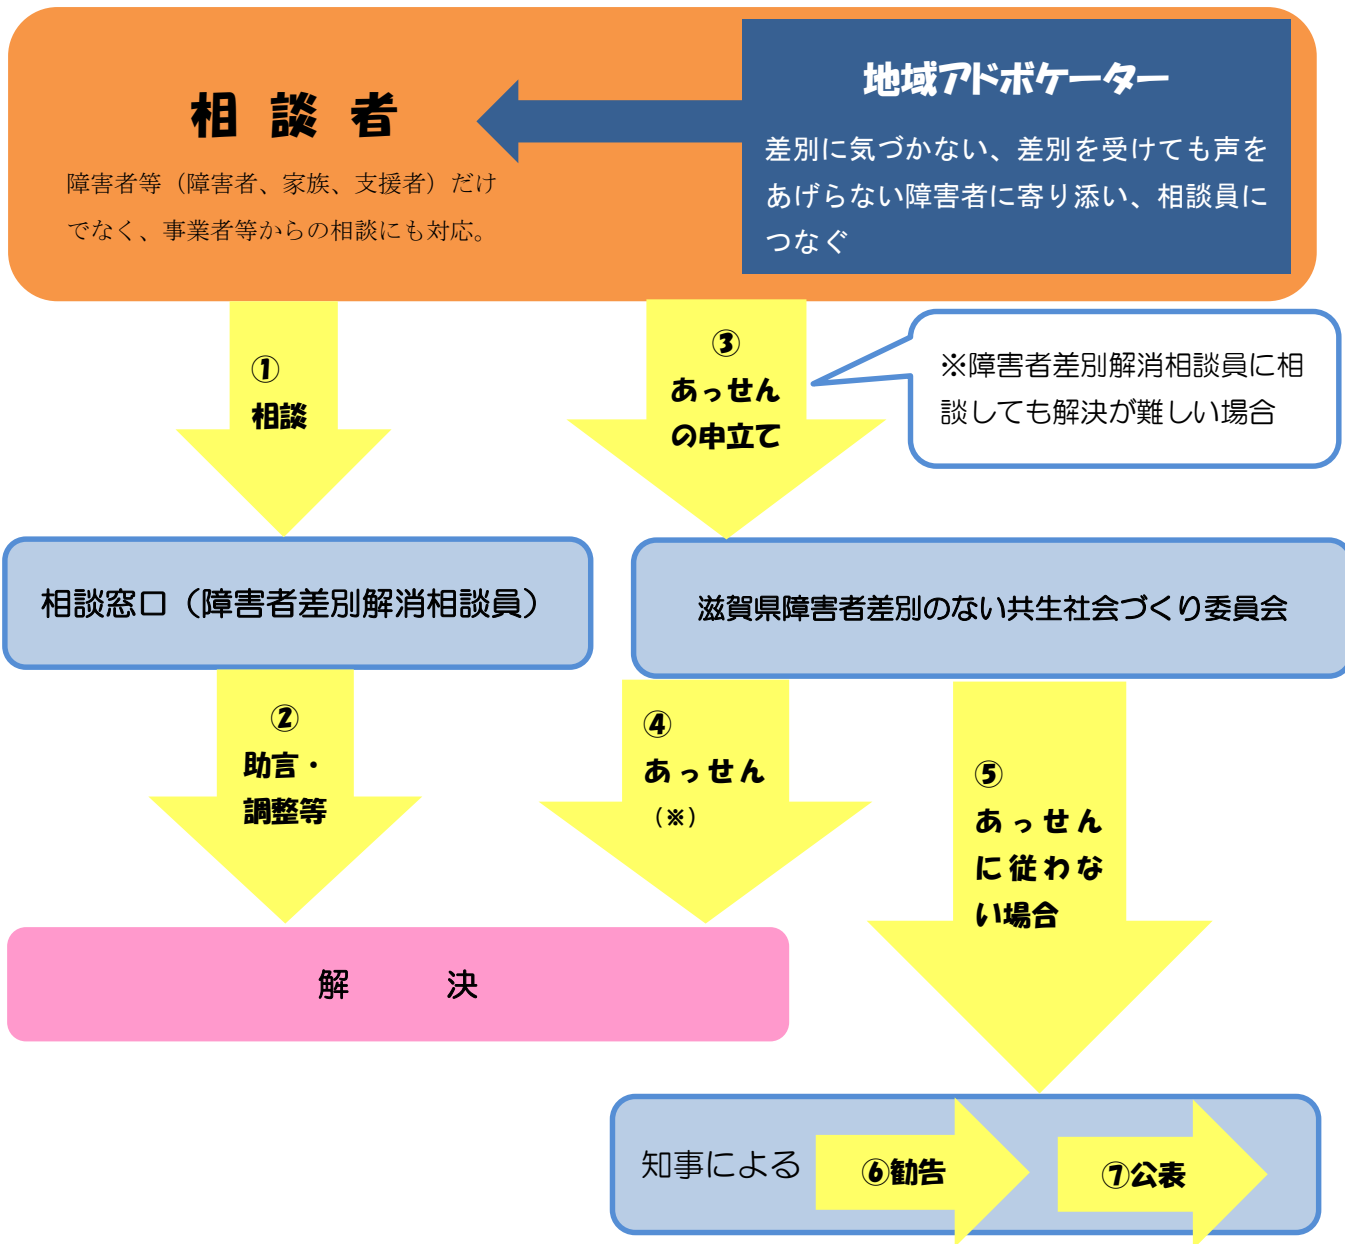 相談者
障害者等（障害者、家族、支援者）だけ
でなく、事業者等からの相談にも対応。
地域アドボケーター
差別に気づかない、差別を受けても声を
あげらない障害者に寄り添い、相談員に
つなぐ
①
相談
③
あっせん
の申立て
※障害者差別解消相談員に相
談しても解決が難しい場合
相談窓口（障害者差別解消相談員）
滋賀県障害者差別のない共生社会づくり委員会
②
助言・
調整等
④
あっせん
（※）
⑤
あっせん
に従わな
い場合
解決
知事による
⑥勧告
⑦公表